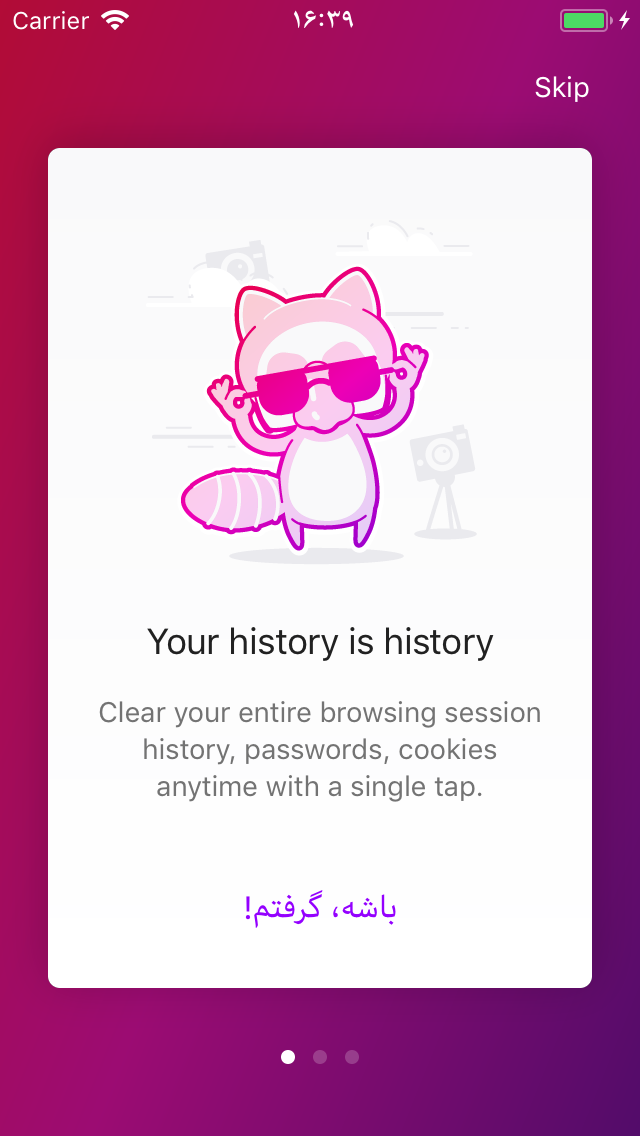 Carrier
۱۶:۳۹
Skip
Your history is history
Clear your entire browsing session
history, passwords, cookies
anytime with a single tap.
باشه، گرفتم!